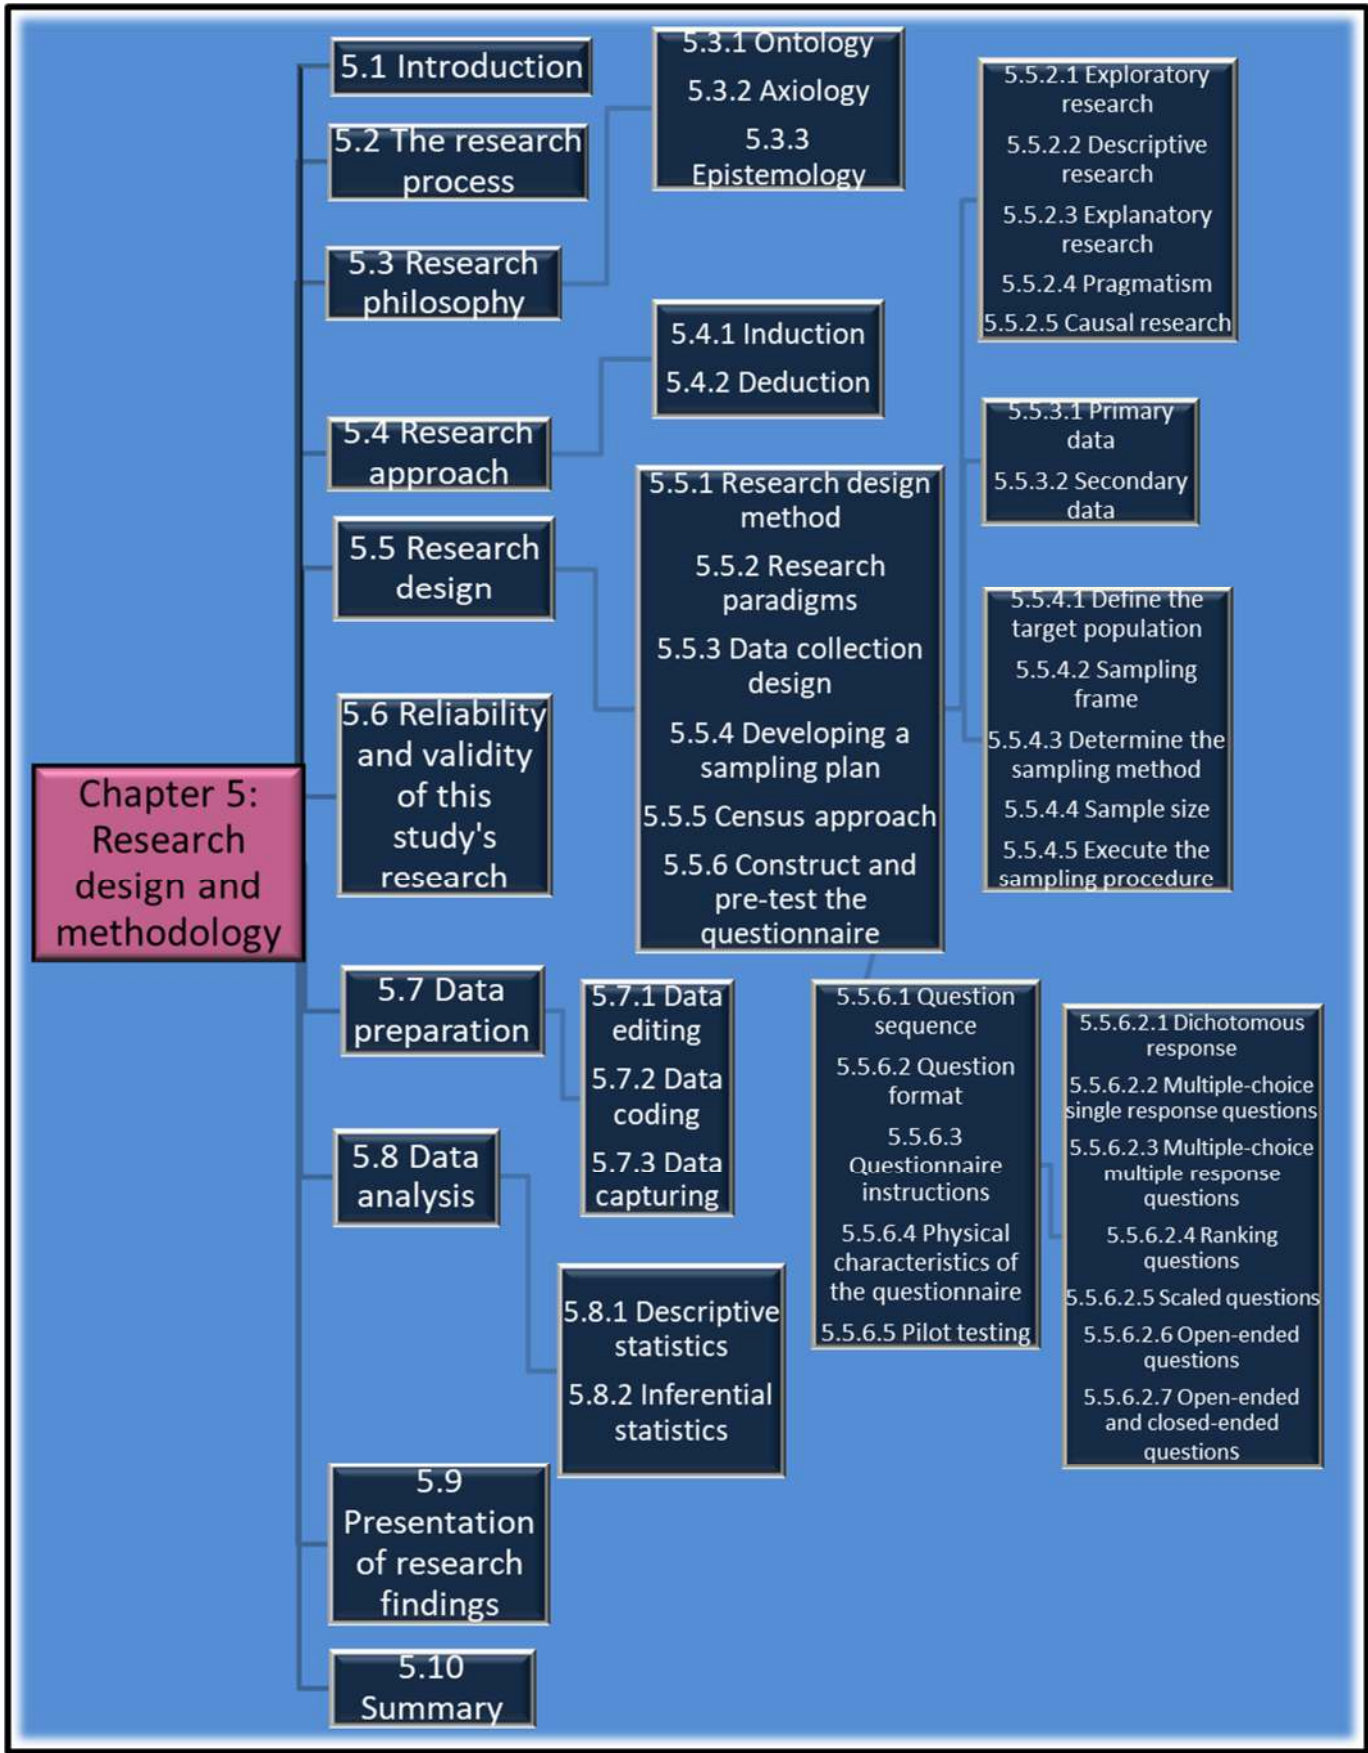 Chapter 5:
Research
design and
methodology
5.1 Introduction
5.2 The research
process
5.3 Research
philosophy
5.3.1 Ontology
5.3.2 Axiology
5.3.3
Epistemology
5.4 Research
approach
5.4.1 Induction
5.4.2 Deduction
5.5 Research
design
5.5.1 Research design
method
5.5.2 Research
paradigms
5.5.3 Data collection
design
5.5.4 Developing a
sampling plan
5.5.5 Census approach
5.5.6 Construct and
pre-test the
questionnaire
5.5.2.1 Exploratory
research
5.5.2.2 Descriptive
research
5.5.2.3 Explanatory
research
5.5.2.4 Pragmatism
5.5.2.5 Causal research
5.5.3.1 Primary
data
5.5.3.2 Secondary
data
5.5.4.1 Define the
target population
5.5.4.2 Sampling
frame
5.5.4.3 Determine the
sampling method
5.5.4.4 Sample size
5.5.4.5 Execute the
sampling procedure
5.5.6.1 Question
sequence
5.5.6.2 Question
format
5.5.6.3
Questionnaire
instructions
5.5.6.4 Physical
characteristics of
the questionnaire
5.5.6.5 Pilot testing
5.5.6.2.1 Dichotomous
response
5.5.6.2.2 Multiple-choice
single response questions
5.5.6.2.3 Multiple-choice
multiple response
questions
5.5.6.2.4 Ranking
questions
5.5.6.2.5 Scaled questions
5.5.6.2.6 Open-ended
questions
5.5.6.2.7 Open-ended
and closed-ended
questions
5.6 Reliability
and validity
of this
study's
research
5.7 Data
preparation
5.7.1 Data
editing
5.7.2 Data
coding
5.7.3 Data
capturing
5.8 Data
analysis
5.8.1 Descriptive
statistics
5.8.2 Inferential
statistics
5.9
Presentation
of research
findings
5.10
Summary